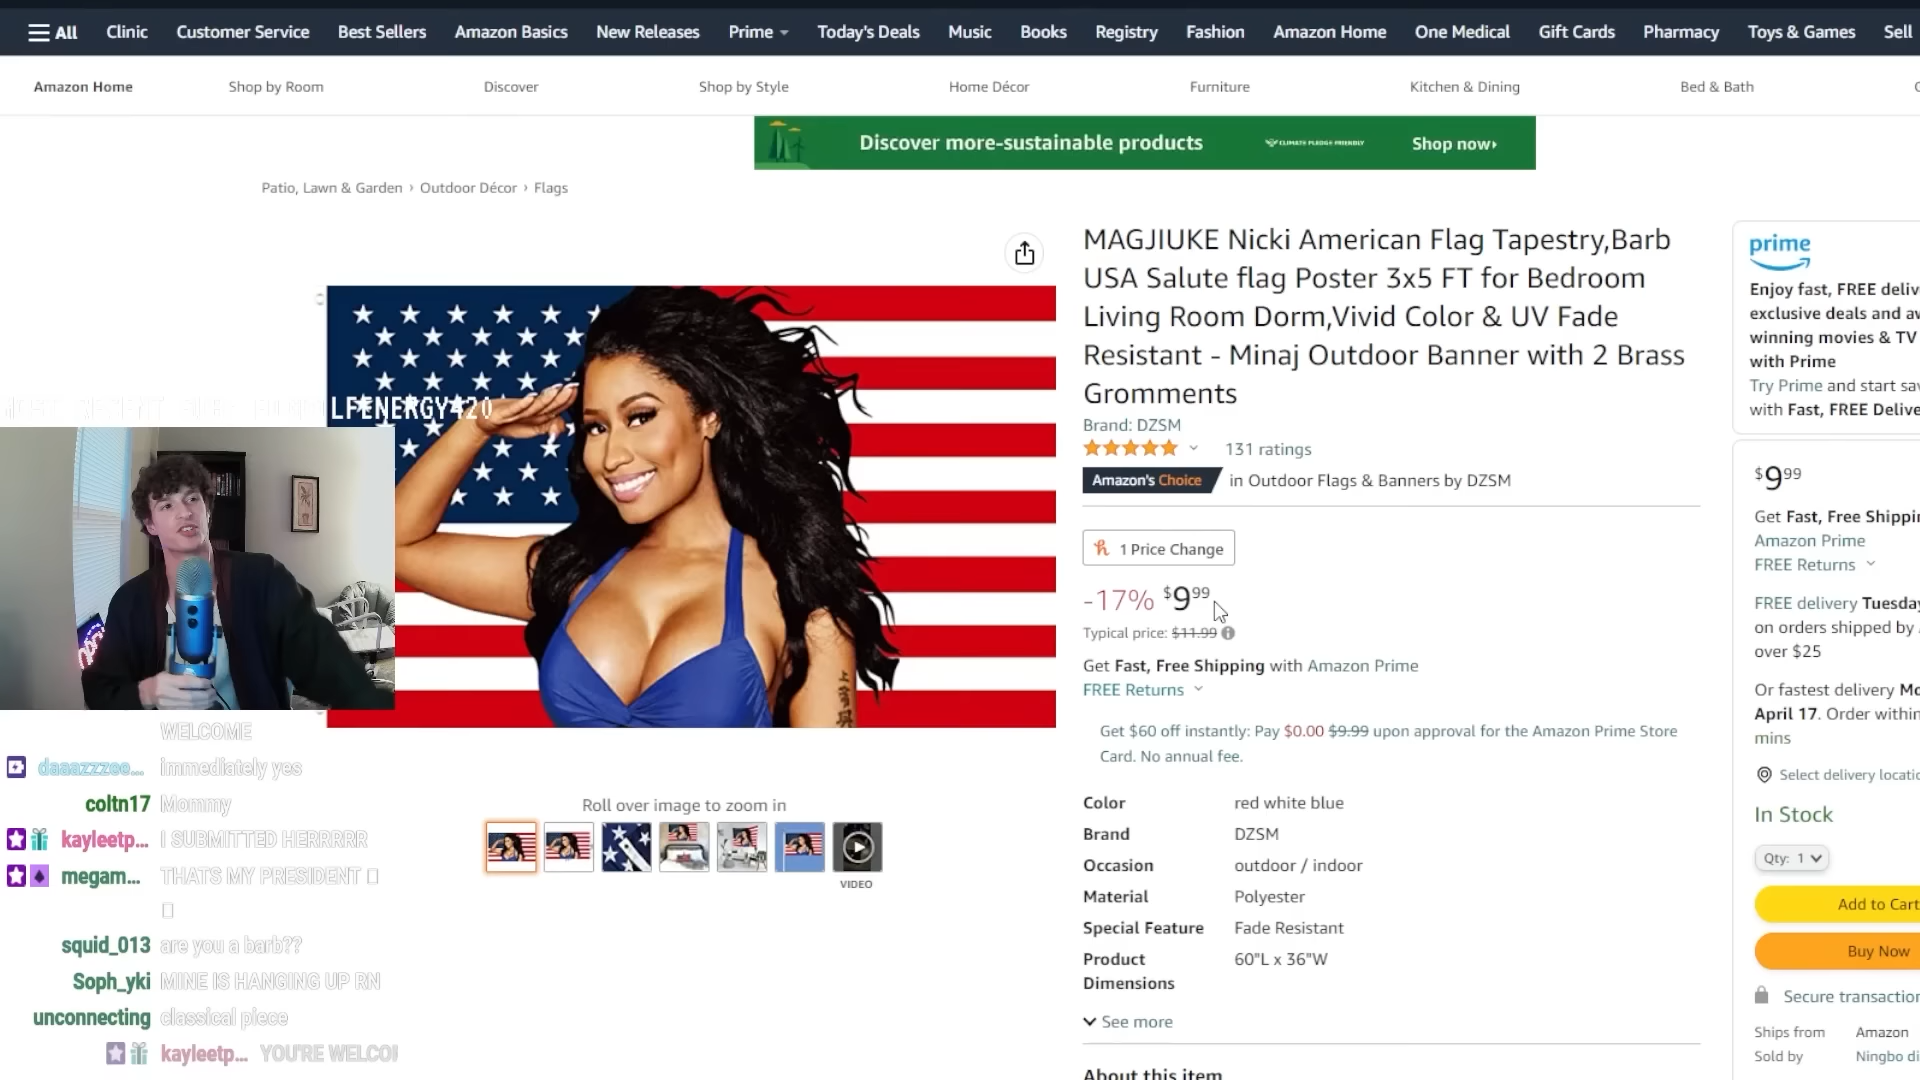 All Clinic Customer Service Best Sellers Amazon Basics New Releases Prime Today's Deals Music Books Registry Fashion Amazon Home One Medical Gift Cards Pharmacy Toys & Games Sell
Amazon Home Shop by Room Discover Shop by Style Home Décor Furniture Kitchen & Dining Bed & Bath
Discover more-sustainable products CLIMATE PLEDGE FRIENDLY Shop now
Patio, Lawn & Garden › Outdoor Décor › Flags
MAGJIUKE Nicki American Flag Tapestry,Barb
USA Salute flag Poster 3x5 FT for Bedroom
Living Room Dorm,Vivid Color & UV Fade
Resistant - Minaj Outdoor Banner with 2 Brass
Gromments
Brand: DZSM
131 ratings
Amazon's Choice in Outdoor Flags & Banners by DZSM
1 Price Change
-17% $9.99
Typical price: $11.99
Get Fast, Free Shipping with Amazon Prime
FREE Returns
Get $60 off instantly: Pay $0.00 $9.99 upon approval for the Amazon Prime Store
Card. No annual fee.
Color red white blue
Brand DZSM
Occasion outdoor / indoor
Material Polyester
Special Feature Fade Resistant
Product 60"L x 36"W
Dimensions
See more
About this item
prime
Enjoy fast, FREE deliv
exclusive deals and aw
winning movies & TV
with Prime
Try Prime and start sav
with Fast, FREE Delive
$9.99
Get Fast, Free Shippin
Amazon Prime
FREE Returns
FREE delivery Tuesday
on orders shipped by
over $25
Or fastest delivery Mo
April 17. Order within
mins
Select delivery locatio
In Stock
Qty: 1
Add to Cart
Buy Now
Secure transaction
Ships from Amazon
Sold by Ningbo di
Roll over image to zoom in
VIDEO
LFENERGY420
WELCOME
daaazzzee... immediately yes
coltn17 Mommy
kayleetp... I SUBMITTED HERRRRR
megam... THATS MY PRESIDENT
squid_013 are you a barb??
Soph_yki MINE IS HANGING UP RN
unconnecting classical piece
kayleetp... YOU'RE WELCO